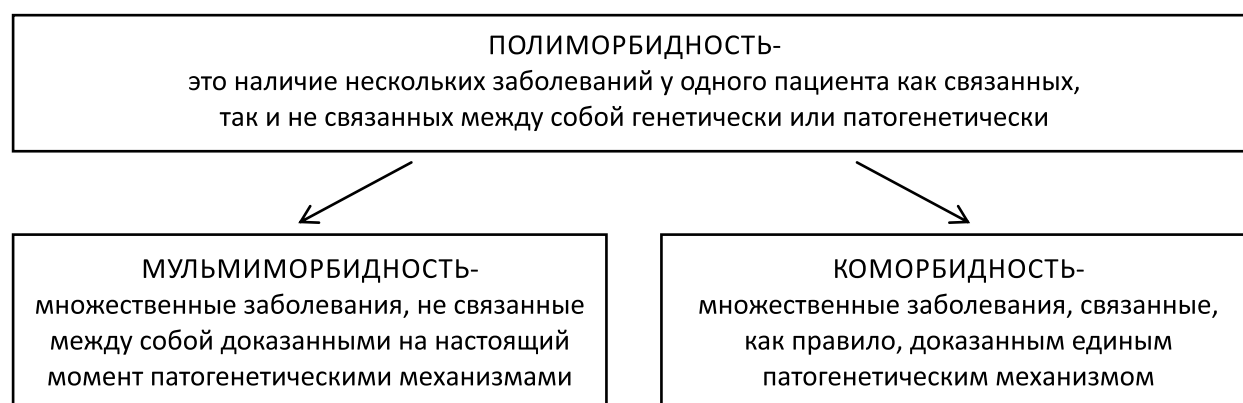 ПОЛИМОРБИДНОСТЬ-
это наличие нескольких заболеваний у одного пациента как связанных,
так и не связанных между собой генетически или патогенетически
МУЛЬМИМОРБИДНОСТЬ-
множественные заболевания, не связанные
между собой доказанными на настоящий
момент патогенетическими механизмами
КОМОРБИДНОСТЬ-
множественные заболевания, связанные,
как правило, доказанным единым
патогенетическим механизмом